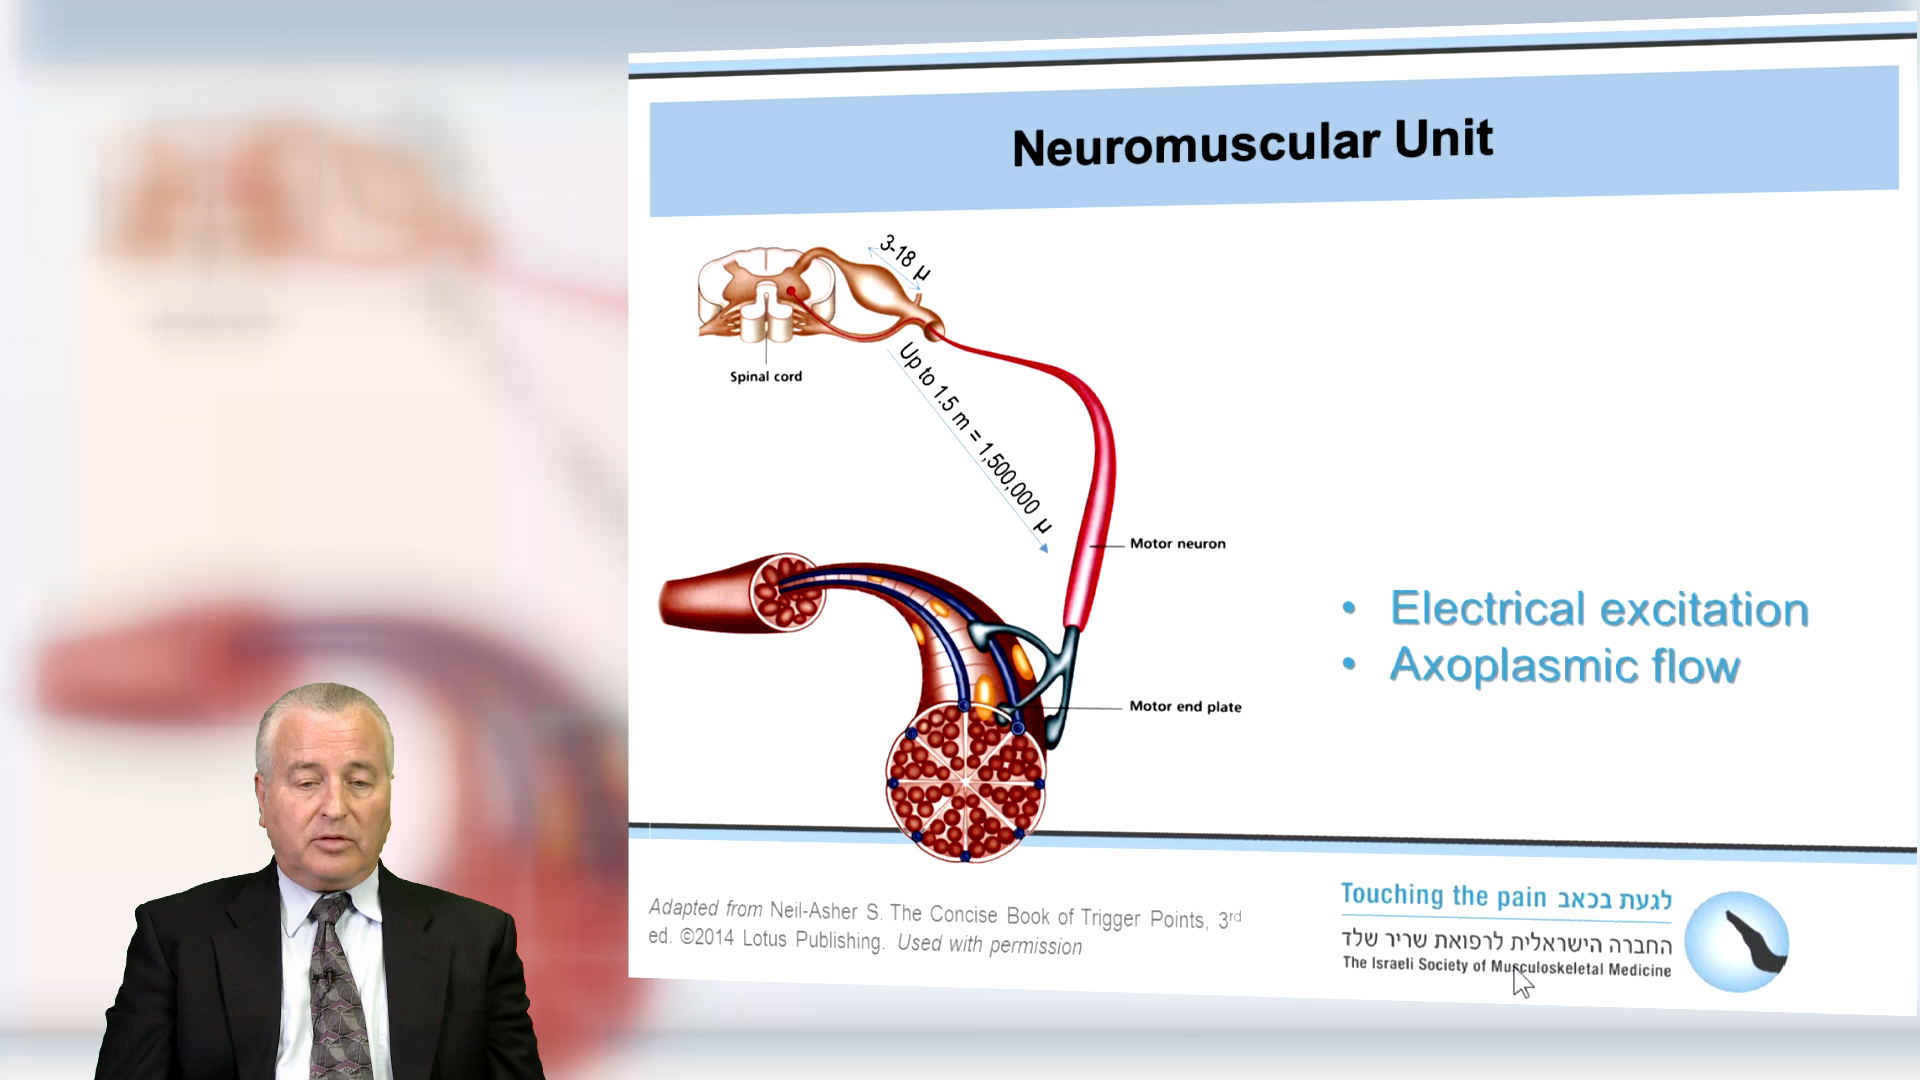 Neuromuscular Unit
3-18 µ
Up to 1.5 m = 1,500,000 µ
Spinal cord
Motor neuron
Motor end plate
• Electrical excitation
• Axoplasmic flow
Adapted from Neil-Asher S. The Concise Book of Trigger Points, 3rd
ed. ©2014 Lotus Publishing. Used with permission
Touching the pain לגעת בכאב
החברה הישראלית לרפואת שריר שלד
The Israeli Society of Musculoskeletal Medicine